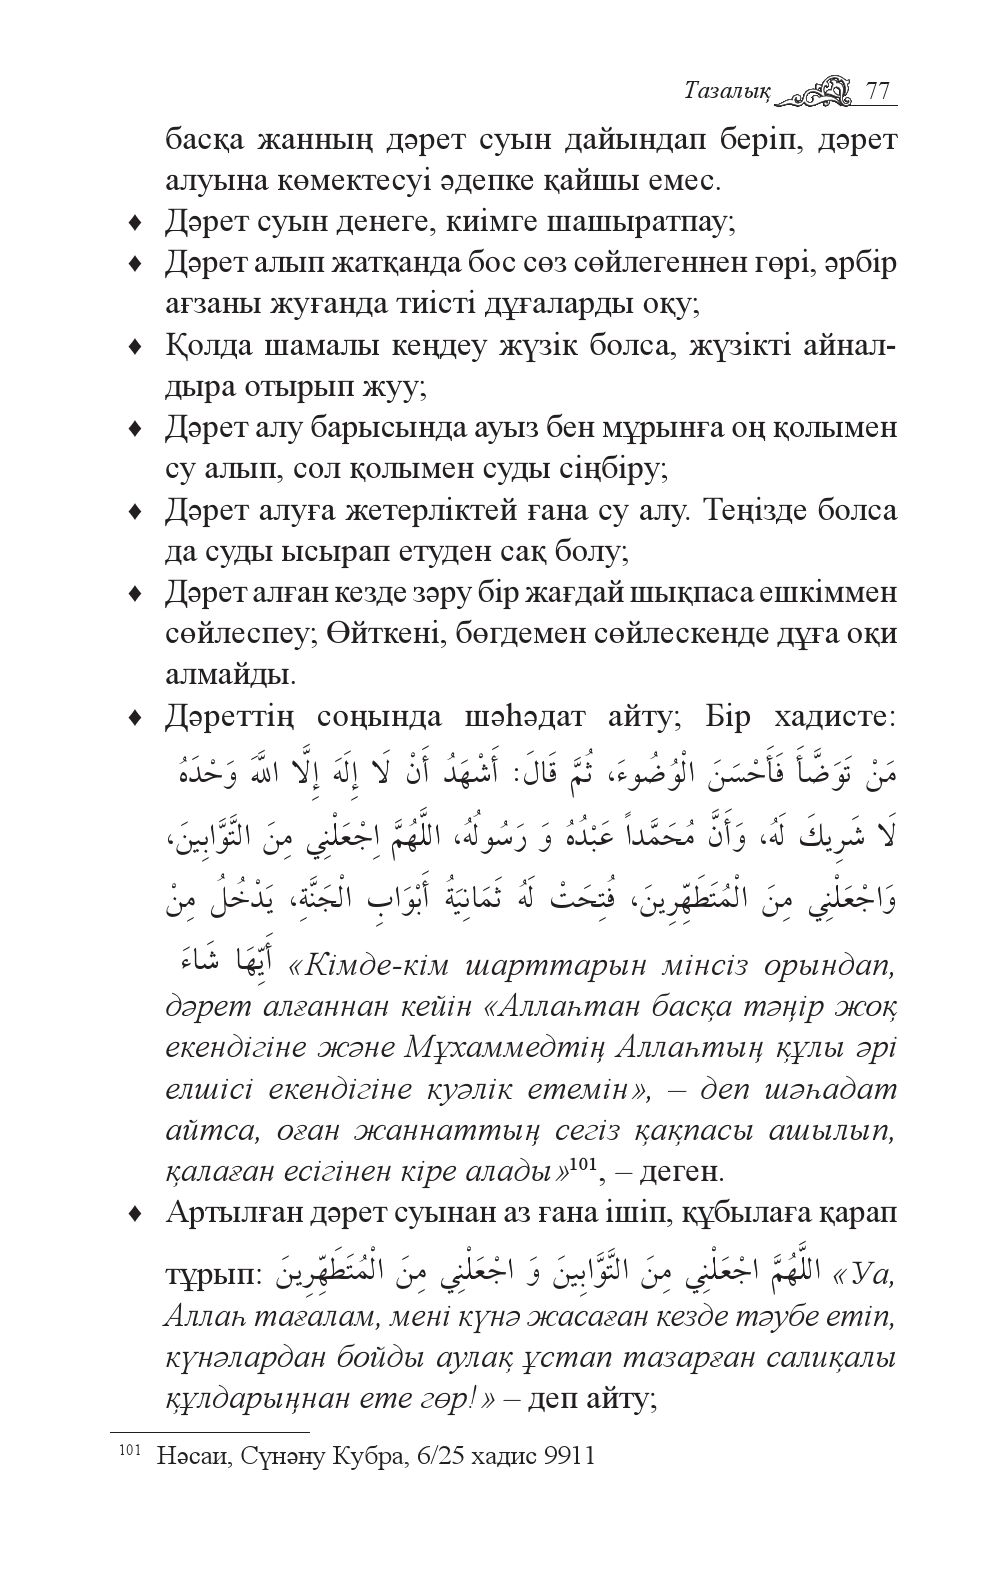 Тазалық 77
басқа жанның дәрет суын дайындап беріп, дәрет
алуына көмектесуі әдепке қайшы емес.
♦ Дәрет суын денеге, киімге шашыратпау;
♦ Дәрет алып жатқанда бос сөз сөйлегеннен гөрі, әрбір
ағзаны жуғанда тиісті дұғаларды оқу;
♦ Қолда шамалы кеңдеу жүзік болса, жүзікті айнал-
дыра отырып жуу;
♦ Дәрет алу барысында ауыз бен мұрынға оң қолымен
су алып, сол қолымен суды сіңбіру;
♦ Дәрет алуға жетерліктей ғана су алу. Теңізде болса
да суды ысырап етуден сақ болу;
♦ Дәрет алған кезде зәру бір жағдай шықпаса ешкіммен
сөйлеспеу; Өйткені, бөгдемен сөйлескенде дұға оқи
алмайды.
♦ Дәреттің соңында шәһәдат айту; Бір хадисте:
مَنْ تَوَضَّأَ فَأَحْسَنَ الْوُضُوءَ، ثُمَّ قَالَ: أَشْهَدُ أَنْ لَا إِلَهَ إِلَّا اللَّهَ وَحْدَهُ
لَا شَرِيكَ لَهُ، وَأَنَّ مُحَمَّداً عَبْدُهُ وَ رَسُولُهُ، اللَّهُمَّ اِجْعَلْنِي مِنَ التَّوَّابِينَ،
وَاجْعَلْنِي مِنَ الْمُتَطَهِّرِينَ، فُتِحَتْ لَهُ ثَمَانِيَةُ أَبْوَابِ الْجَنَّةِ، يَدْخُلُ مِنْ
أَيِّهَا شَاءَ «Кімде-кім шарттарын мінсіз орындап,
дәрет алғаннан кейін «Аллаһтан басқа тәңір жоқ
екендігіне және Мұхаммедтің Аллаһтың құлы әрі
елшісі екендігіне куәлік етемін», – деп шәһадат
айтса, оған жаннаттың сегіз қақпасы ашылып,
қалаған есігінен кіре алады»101, – деген.
♦ Артылған дәрет суынан аз ғана ішіп, құбылаға қарап
тұрып: اللَّهُمَّ اجْعَلْنِي مِنَ التَّوَّابِينَ وَ اجْعَلْنِي مِنَ الْمُتَطَهِّرِينَ «Уа,
Аллаһ тағалам, мені күнә жасаған кезде тәубе етіп,
күнәлардан бойды аулақ ұстап тазарған салиқалы
құлдарыңнан ете гөр!» – деп айту;
101 Нәсаи, Сүнәну Кубра, 6/25 хадис 9911